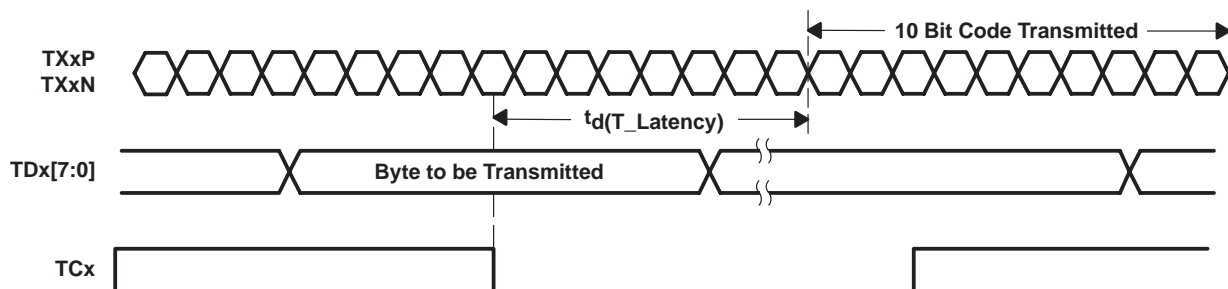 10 Bit Code Transmitted
TXxP
TXxN
td(T_Latency)
TDx[7:0]
Byte to be Transmitted
TCx